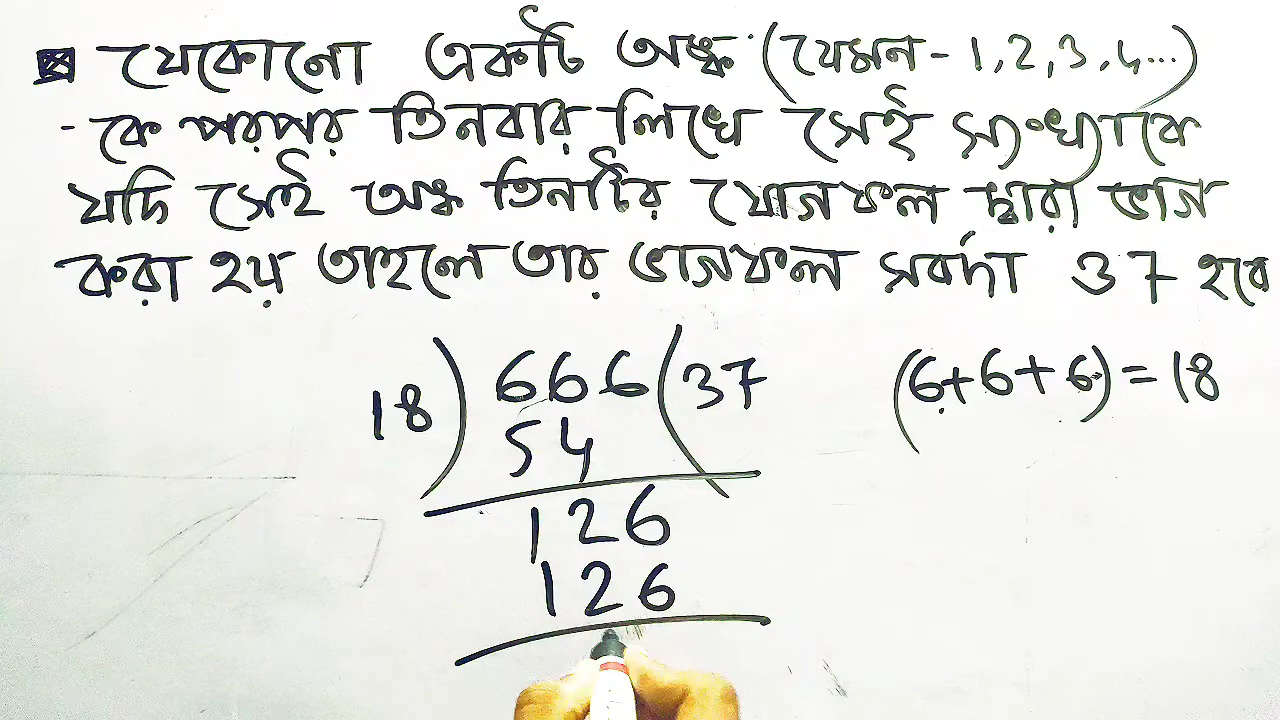 যেকোনো একটি অঙ্ক (যেমন - 1, 2, 3, 4...)
- কে পরপর তিনবার লিখে সেই সংখ্যাকে
যদি সেই অঙ্ক তিনটির যোগফল দ্বারা ভাগ
করা হয় তাহলে তার ভাগফল সর্বদা 37 হবে
18) 666 (37 (6+6+6) = 18
54
126
126